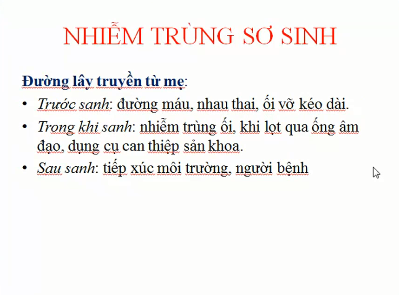 NHIỄM TRÙNG SƠ SINH
Đường lây truyền từ mẹ:
• Trước sanh: đường máu, nhau thai, ối vỡ kéo dài.
• Trong khi sanh: nhiễm trùng ối, khi lọt qua ống âm
đạo, dụng cụ can thiệp sản khoa.
• Sau sanh: tiếp xúc môi trường, người bệnh